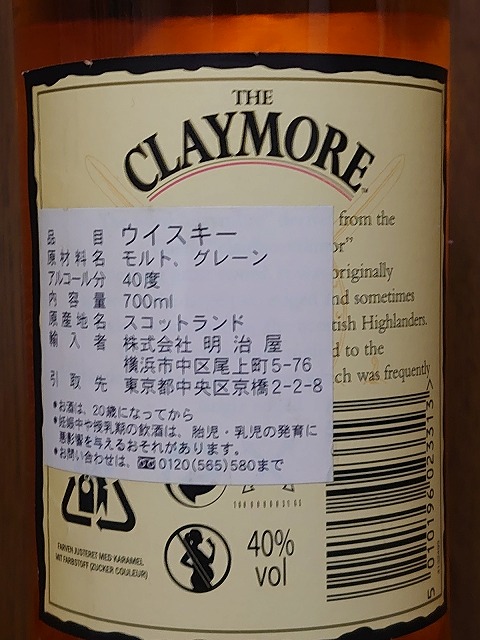 THE
CLAYMORE
TM
from the
or"
originally
nd sometimes
tish Highlanders.
d to the
ich was frequently
品 目 ウイスキー
原材料名 モルト、グレーン
アルコール分 40度
内容量 700ml
原産地名 スコットランド
輸入者 株式会社 明治屋
横浜市中区尾上町5-76
引取先 東京都中央区京橋2-2-8
•お酒は、20歳になってから
•妊娠中や授乳期の飲酒は、胎児・乳児の発育に
悪影響を与えるおそれがあります。
•お問い合わせは、0120(565)580まで
FARVEN JUSTERET MED KARAMEL
MIT FARBSTOFF (ZUCKER COULEUR)
40%
vol
5 010196 023313 >